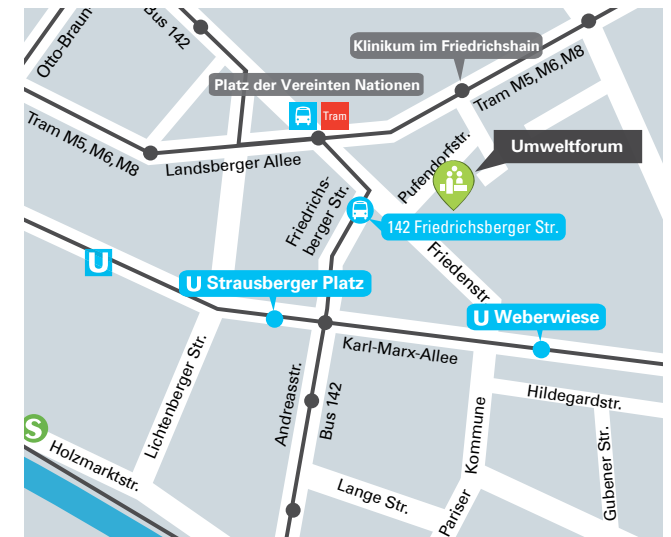 Otto-Braun-
Bus 142
Klinikum im Friedrichshain
Platz der Vereinten Nationen
Tram
Tram M5, M6, M8
Tram M5, M6, M8
Landsberger Allee
Pufendorfstr.
Umweltforum
Friedrichs-
berger Str.
142 Friedrichsberger Str.
Friedenstr
U
U Strausberger Platz
U Weberwiese
Karl-Marx-Allee
Lichtenberger Str.
Andreasstr.
Bus 142
Hildegardstr.
S
Holzmarktstr.
Lange Str.
Pariser Kommune
Gubener Str.